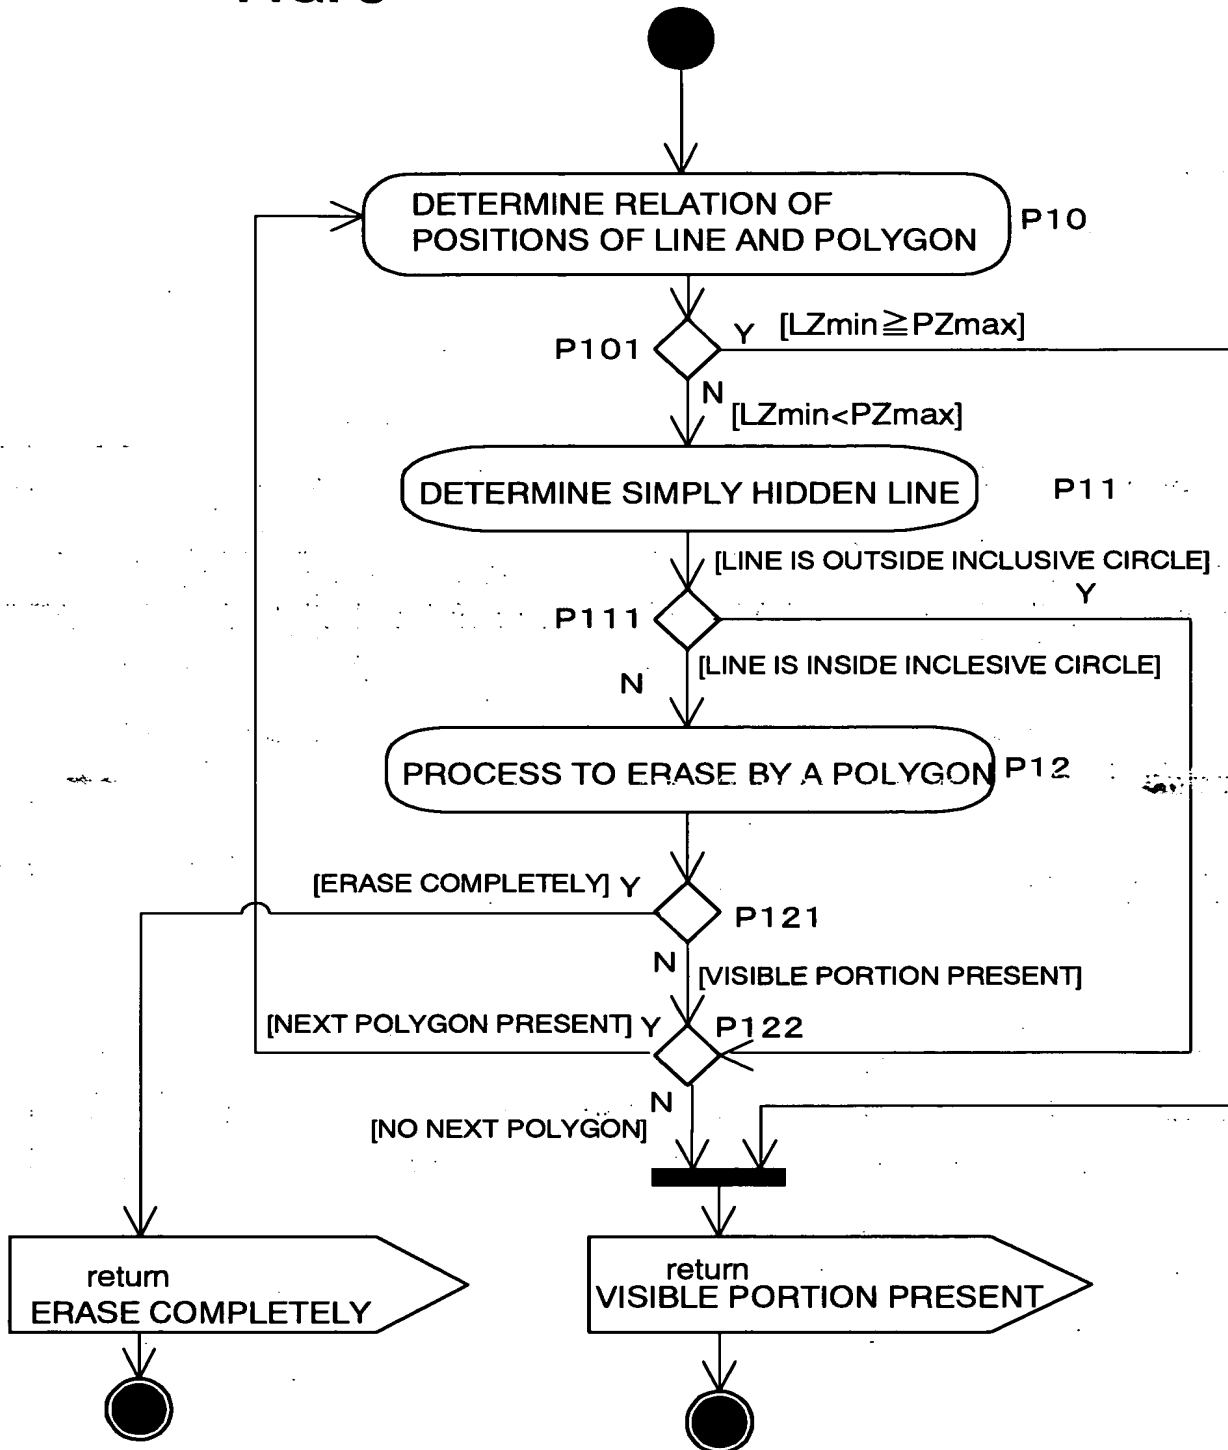 DETERMINE RELATION OF
POSITIONS OF LINE AND POLYGON
P10
P101
Y [LZmin≧PZmax]
N
[LZmin<PZmax]
DETERMINE SIMPLY HIDDEN LINE
P11
[LINE IS OUTSIDE INCLUSIVE CIRCLE]
Y
P111
[LINE IS INSIDE INCLESIVE CIRCLE]
N
PROCESS TO ERASE BY A POLYGON
P12
[ERASE COMPLETELY] Y
P121
N
[VISIBLE PORTION PRESENT]
[NEXT POLYGON PRESENT] Y
P122
N
[NO NEXT POLYGON]
return
ERASE COMPLETELY
return
VISIBLE PORTION PRESENT